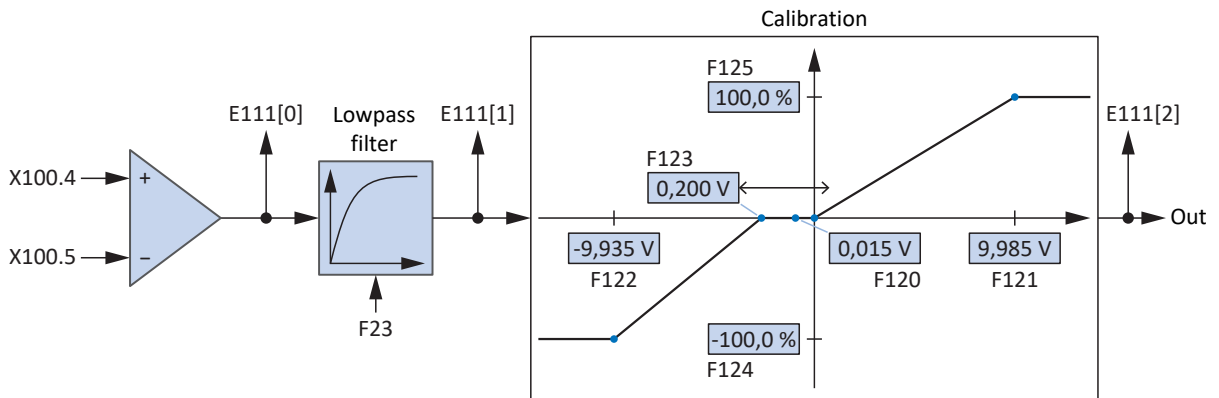 Calibration
F125
100,0 %
E111[0]
Lowpass
filter
E111[1]
E111[2]
F123
0,200 V
X100.4
+
Out
X100.5
−
-9,935 V
0,015 V
9,985 V
F122
F120
F121
F23
-100,0 %
F124